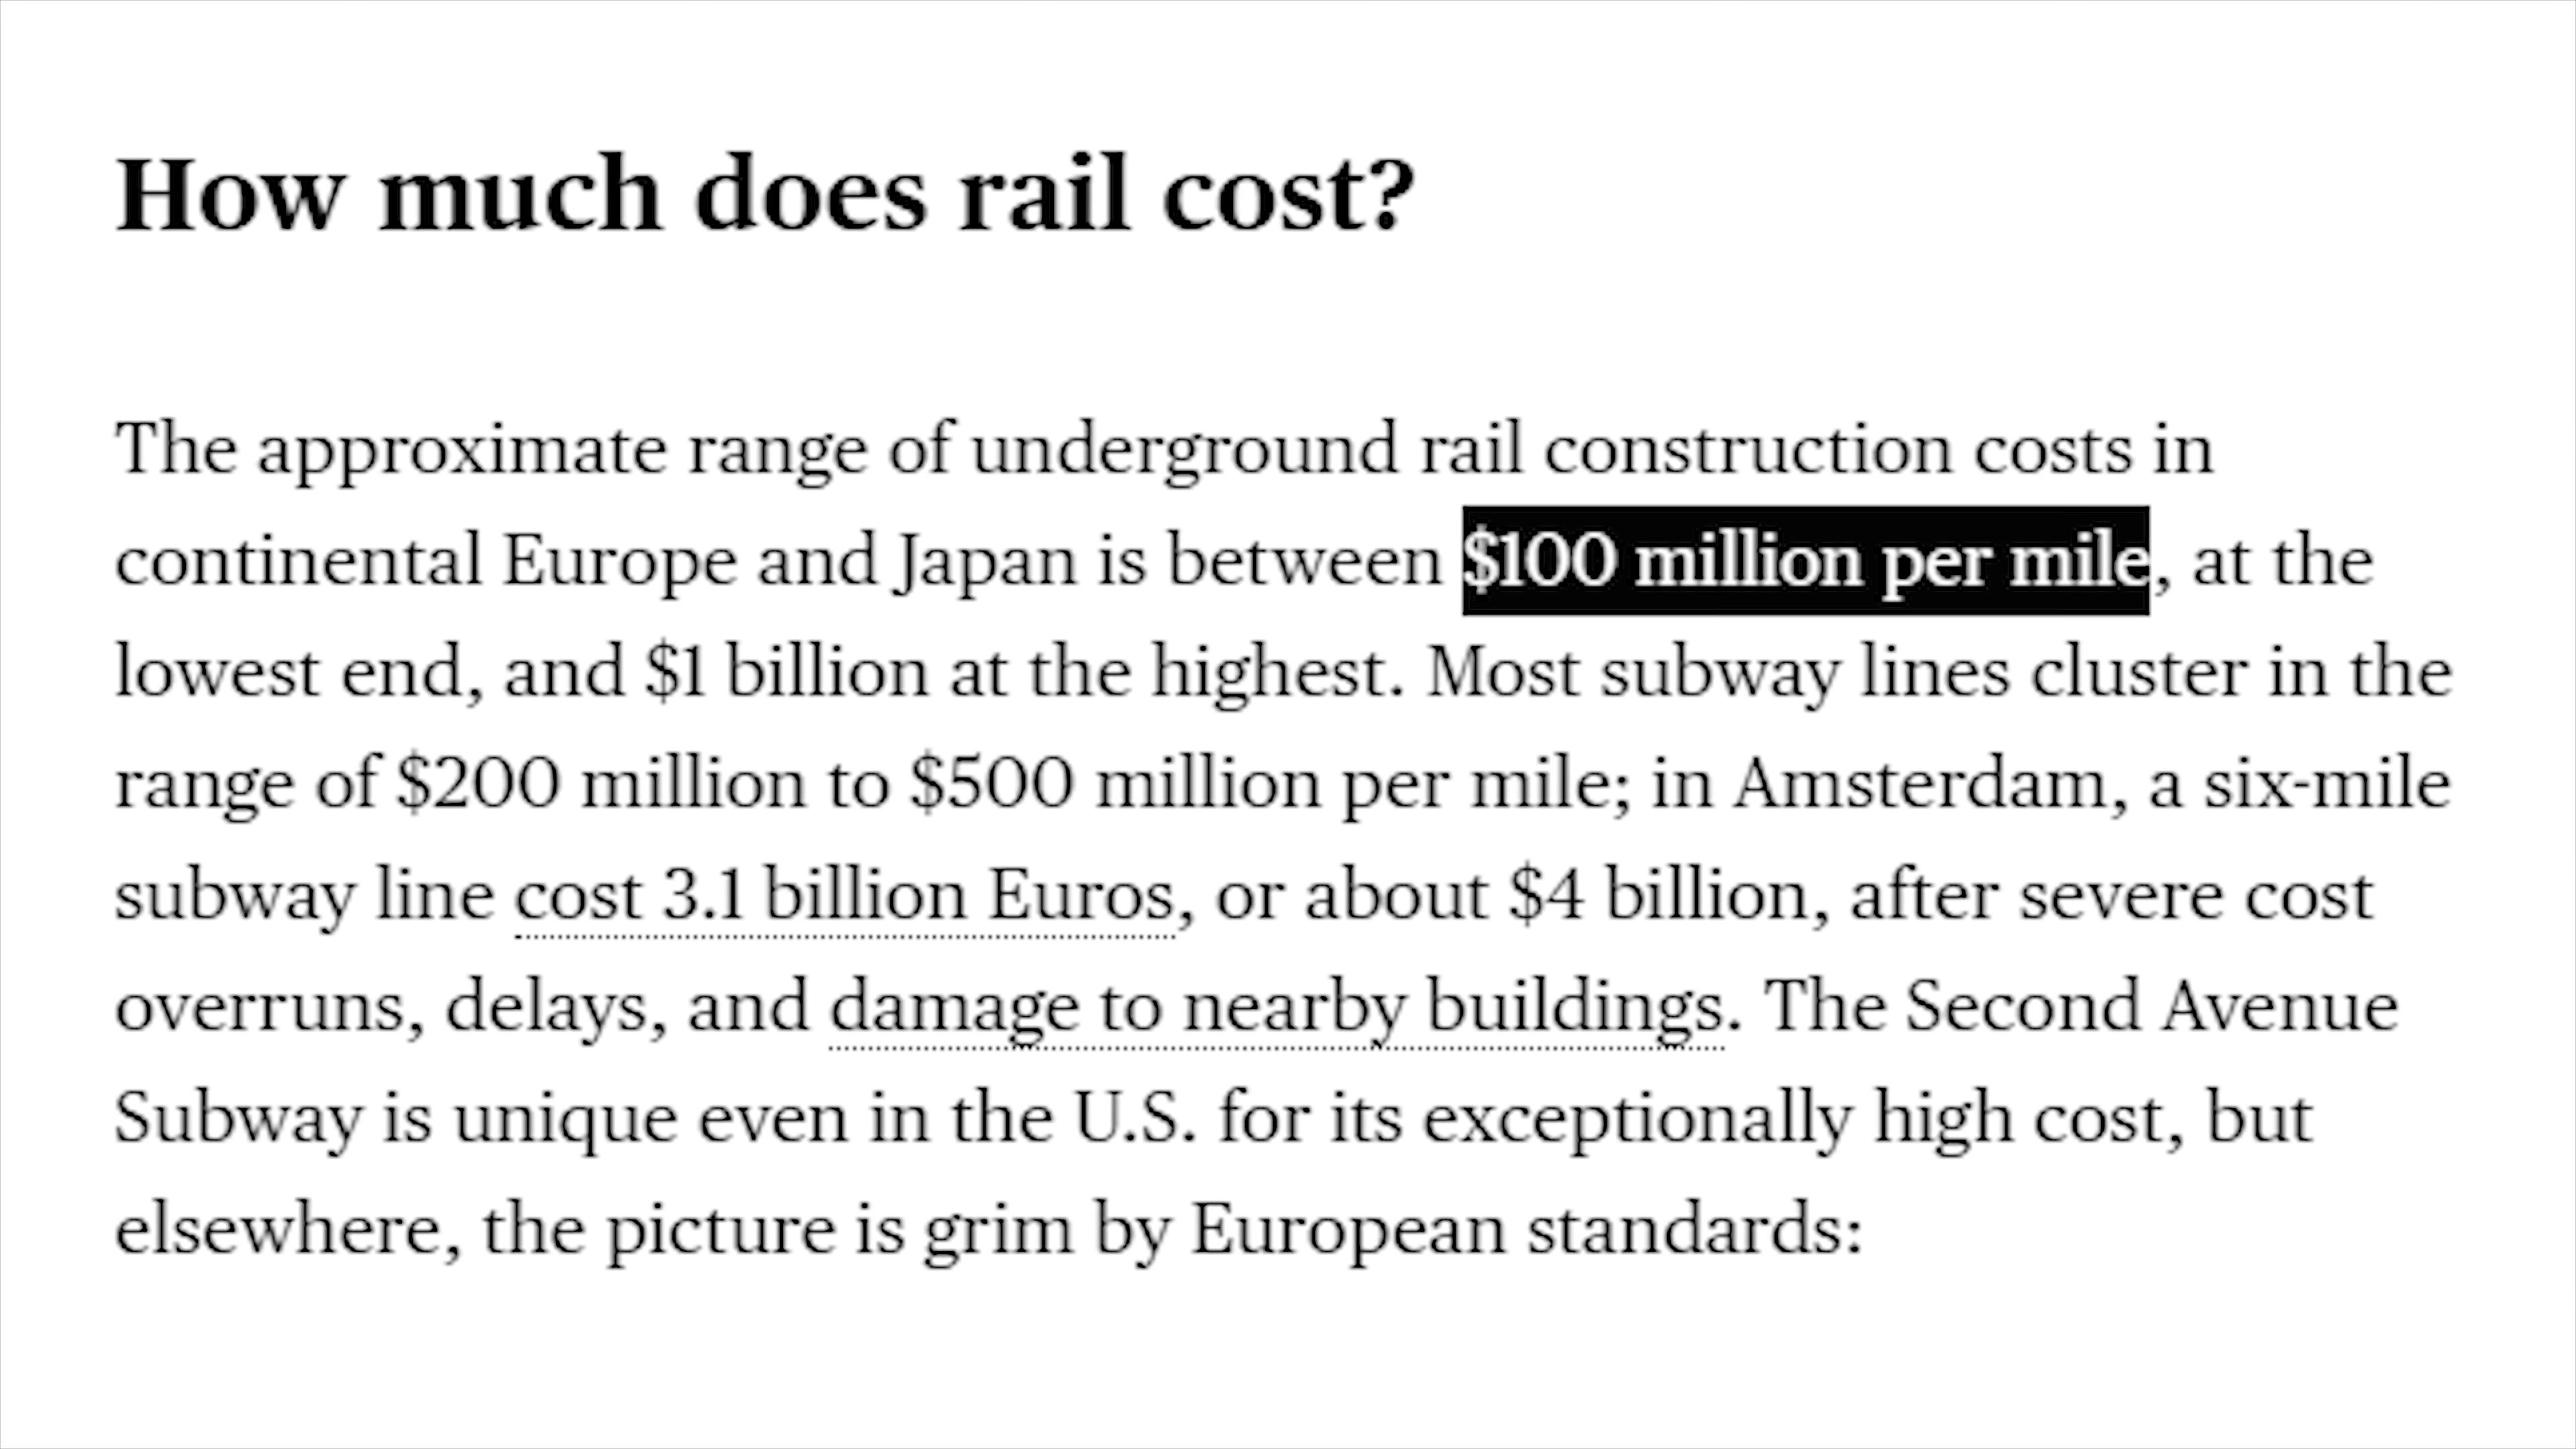 How much does rail cost?
The approximate range of underground rail construction costs in
continental Europe and Japan is between $100 million per mile, at the
lowest end, and $1 billion at the highest. Most subway lines cluster in the
range of $200 million to $500 million per mile; in Amsterdam, a six-mile
subway line cost 3.1 billion Euros, or about $4 billion, after severe cost
overruns, delays, and damage to nearby buildings. The Second Avenue
Subway is unique even in the U.S. for its exceptionally high cost, but
elsewhere, the picture is grim by European standards: